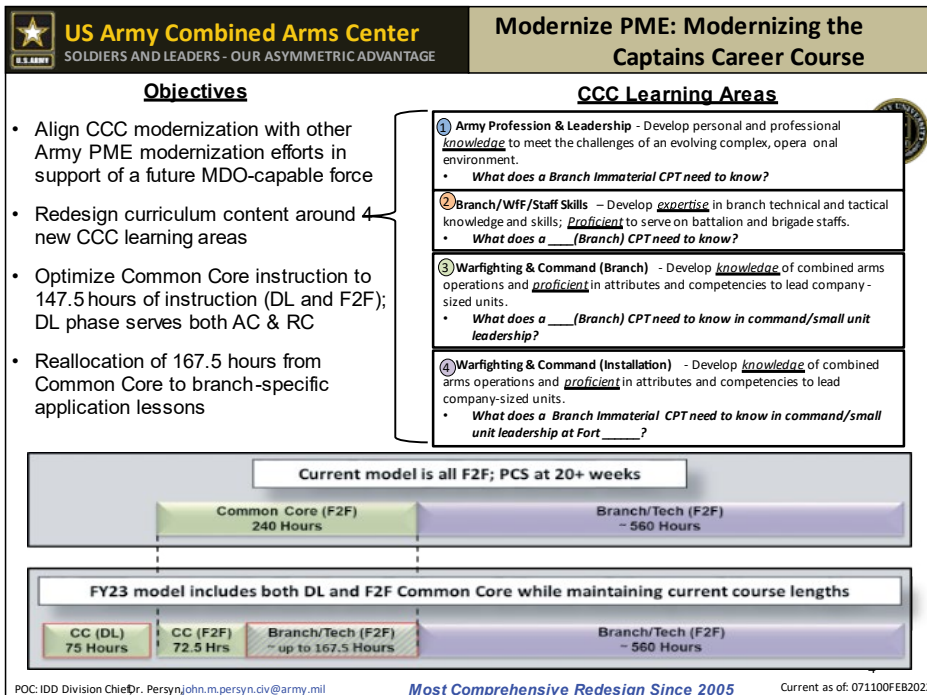 US Army Combined Arms Center
SOLDIERS AND LEADERS - OUR ASYMMETRIC ADVANTAGE
U.S.ARMY
Modernize PME: Modernizing the
Captains Career Course
Objectives
• Align CCC modernization with other
Army PME modernization efforts in
support of a future MDO-capable force
• Redesign curriculum content around 4
new CCC learning areas
• Optimize Common Core instruction to
147.5 hours of instruction (DL and F2F);
DL phase serves both AC & RC
• Reallocation of 167.5 hours from
Common Core to branch-specific
application lessons
CCC Learning Areas
1 Army Profession & Leadership - Develop personal and professional
knowledge to meet the challenges of an evolving complex, opera onal
environment.
• What does a Branch Immaterial CPT need to know?
2 Branch/WfF/Staff Skills – Develop expertise in branch technical and tactical
knowledge and skills; Proficient to serve on battalion and brigade staffs.
• What does a ____(Branch) CPT need to know?
3 Warfighting & Command (Branch) - Develop knowledge of combined arms
operations and proficient in attributes and competencies to lead company-
sized units.
• What does a ____(Branch) CPT need to know in command/small unit
leadership?
4 Warfighting & Command (Installation) - Develop knowledge of combined
arms operations and proficient in attributes and competencies to lead
company-sized units.
• What does a Branch Immaterial CPT need to know in command/small
unit leadership at Fort ______?
Current model is all F2F; PCS at 20+ weeks
Common Core (F2F)
240 Hours
Branch/Tech (F2F)
~ 560 Hours
FY23 model includes both DL and F2F Common Core while maintaining current course lengths
CC (DL)
75 Hours
CC (F2F)
72.5 Hrs
Branch/Tech (F2F)
~ up to 167.5 Hours
Branch/Tech (F2F)
~ 560 Hours
POC: IDD Division Chief Dr. Persyn, john.m.persyn.civ@army.mil
Most Comprehensive Redesign Since 2005
Current as of: 071100FEB202